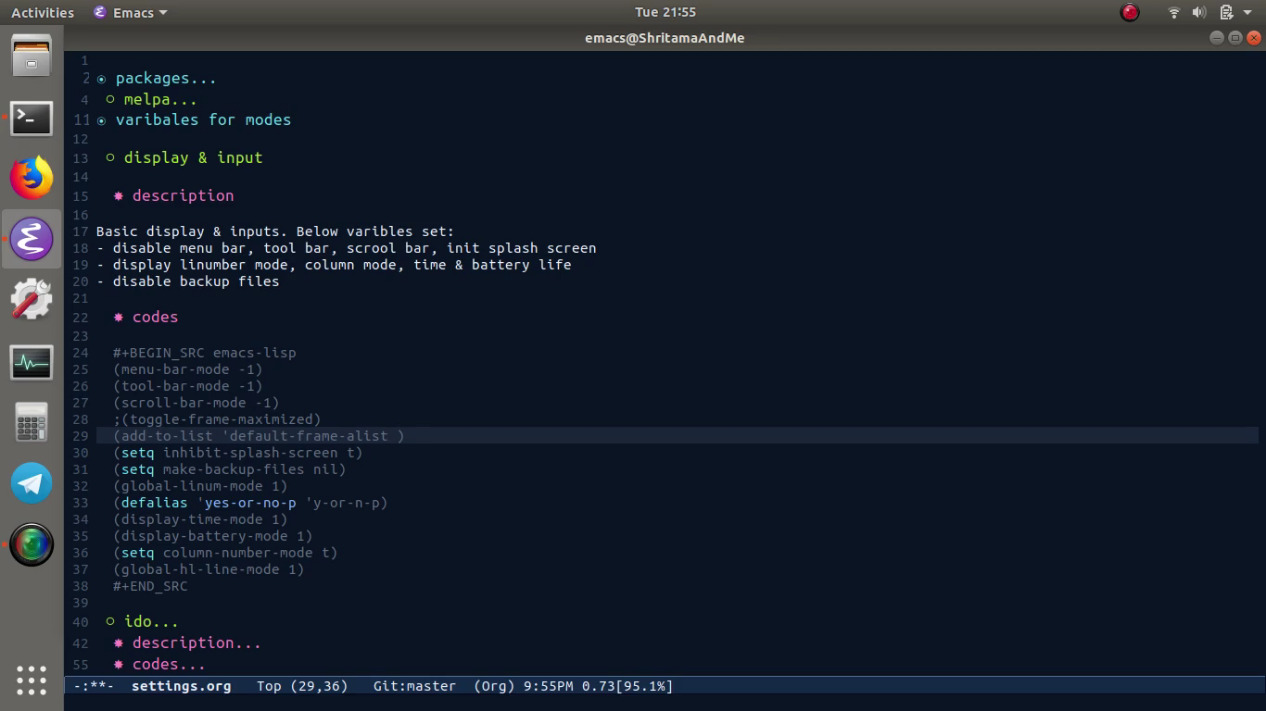 Activities Emacs Tue 21:55
emacs@ShritamaAndMe
1
2 packages...
4 melpa...
11 varibales for modes
12
13 display & input
14
15 description
16
17 Basic display & inputs. Below varibles set:
18 - disable menu bar, tool bar, scrool bar, init splash screen
19 - display linumber mode, column mode, time & battery life
20 - disable backup files
21
22 codes
23
24 #+BEGIN_SRC emacs-lisp
25 (menu-bar-mode -1)
26 (tool-bar-mode -1)
27 (scroll-bar-mode -1)
28 ;(toggle-frame-maximized)
29 (add-to-list 'default-frame-alist )
30 (setq inhibit-splash-screen t)
31 (setq make-backup-files nil)
32 (global-linum-mode 1)
33 (defalias 'yes-or-no-p 'y-or-n-p)
34 (display-time-mode 1)
35 (display-battery-mode 1)
36 (setq column-number-mode t)
37 (global-hl-line-mode 1)
38 #+END_SRC
39
40 ido...
42 description...
55 codes...
-:**- settings.org Top (29,36) Git:master (Org) 9:55PM 0.73[95.1%]